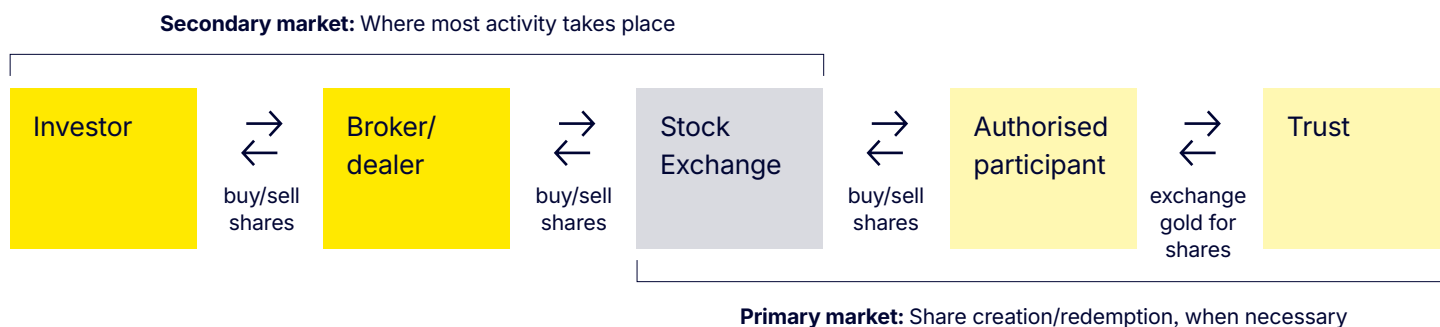 Secondary market: Where most activity takes place
Investor
buy/sell
shares
Broker/
dealer
buy/sell
shares
Stock
Exchange
buy/sell
shares
Authorised
participant
exchange
gold for
shares
Trust
Primary market: Share creation/redemption, when necessary